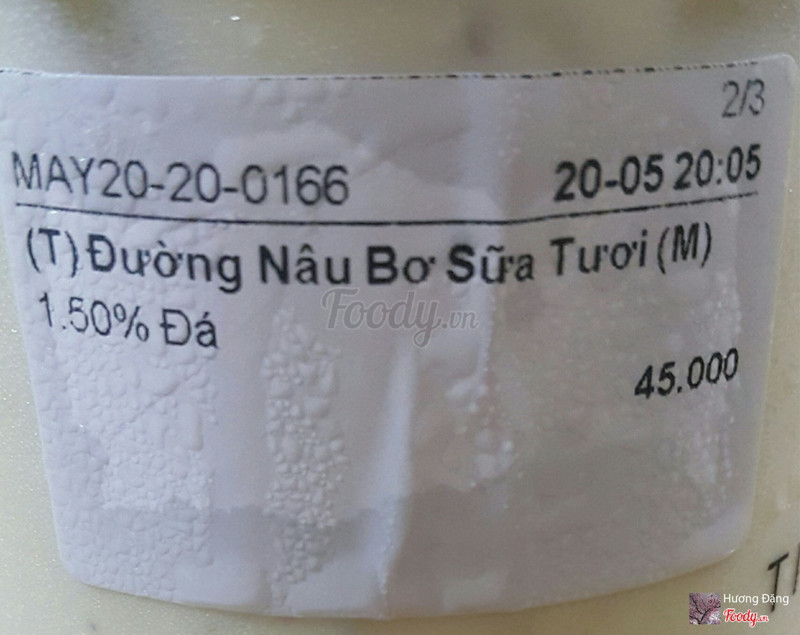 2/3
MAY20-20-0166 20-05 20:05
(T) Đường Nâu Bơ Sữa Tươi (M)
1.50% Đá
Foody.vn
45.000
Hương Đặng
Foody.vn